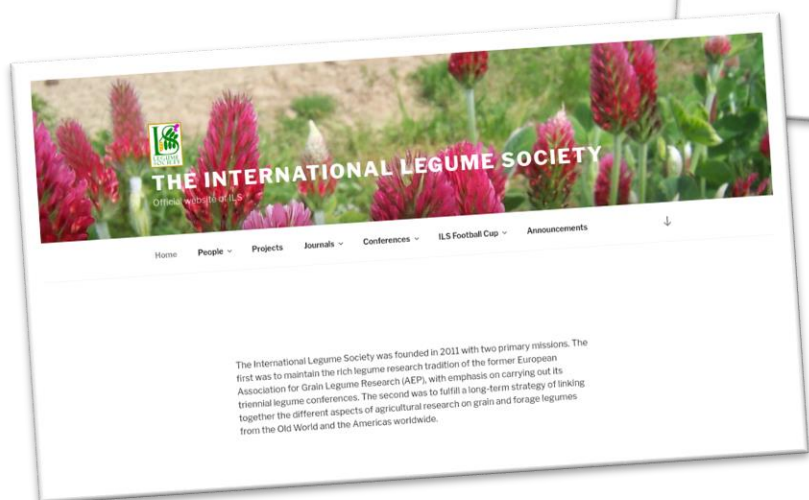 THE INTERNATIONAL LEGUME SOCIETY
Official website of ILS
Home People Projects Journals Conferences ILS Football Cup Announcements
The International Legume Society was founded in 2011 with two primary missions. The
first was to maintain the rich legume research tradition of the former European
Association for Grain Legume Research (AEP), with emphasis on carrying out its
triennial legume conferences. The second was to fulfill a long-term strategy of linking
together the different aspects of agricultural research on grain and forage legumes
from the Old World and the Americas worldwide.